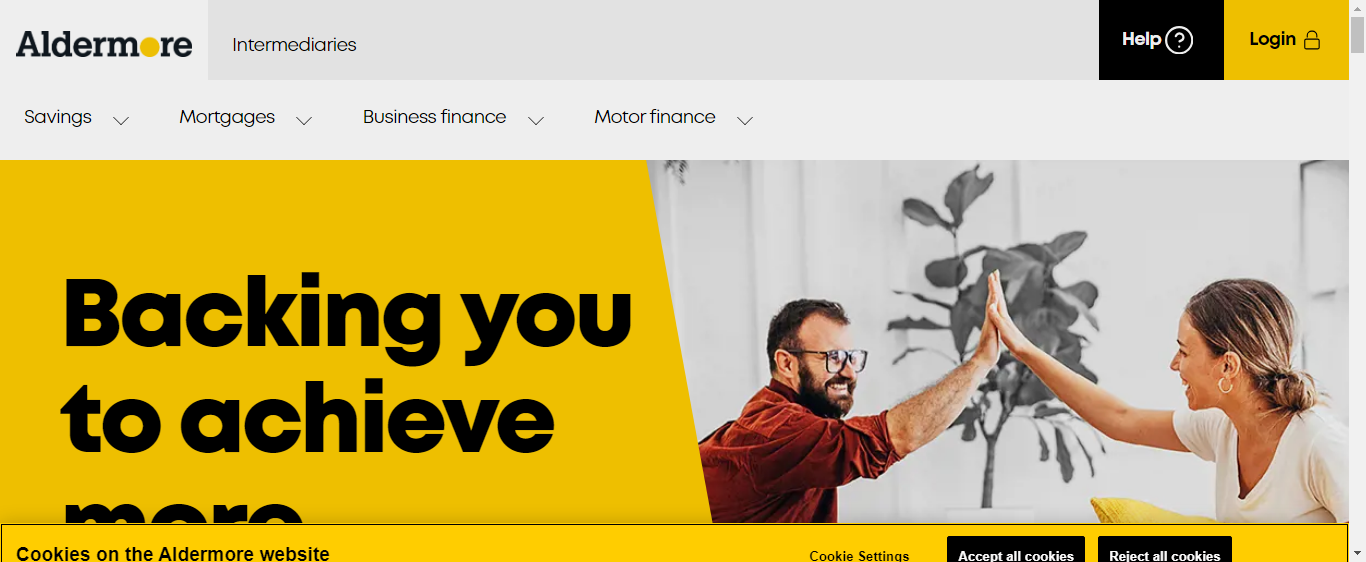 Aldermore
Intermediaries
Help ?
Login
Savings
Mortgages
Business finance
Motor finance
Backing you
to achieve
more
Cookies on the Aldermore website
Cookie Settings
Accept all cookies
Reject all cookies